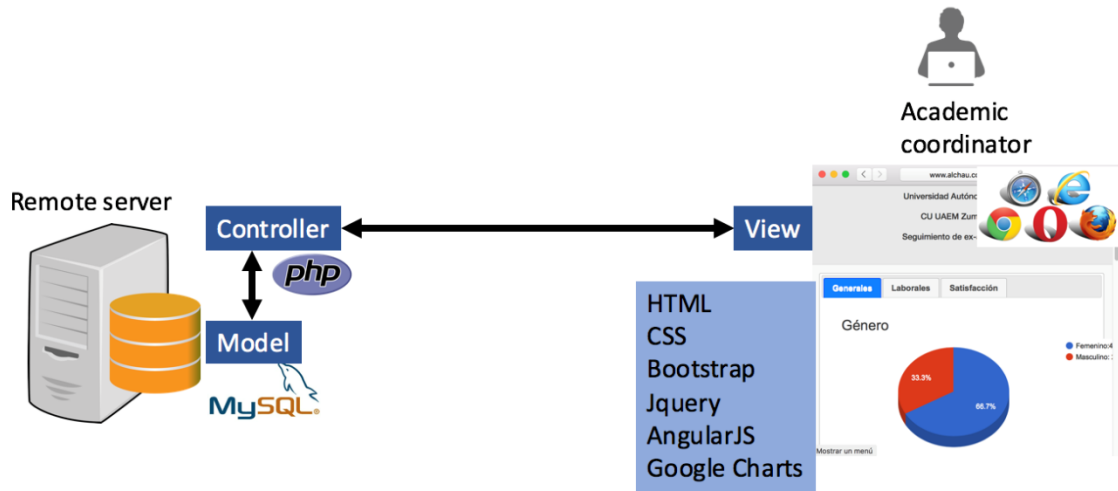 Academic
coordinator
Remote server
Controller
php
Model
MySQL®
View
HTML
CSS
Bootstrap
Jquery
AngularJS
Google Charts
www.alchau.co
Universidad Autón
CU UAEM Zum
Seguimiento de ex-
Generales Laborales Satisfacción
Género
Femenino:4
Masculino:
33.3%
66.7%
Mostrar un menú